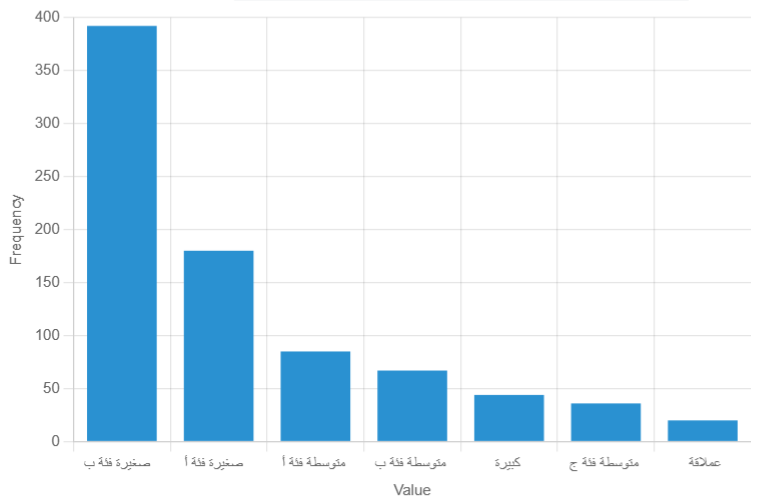 400
350
300
250
200
150
100
50
0
Frequency
صغيرة فئة ب
صغيرة فئة أ
متوسطة فئة أ
متوسطة فئة ب
كبيرة
متوسطة فئة ج
عملاقة
Value